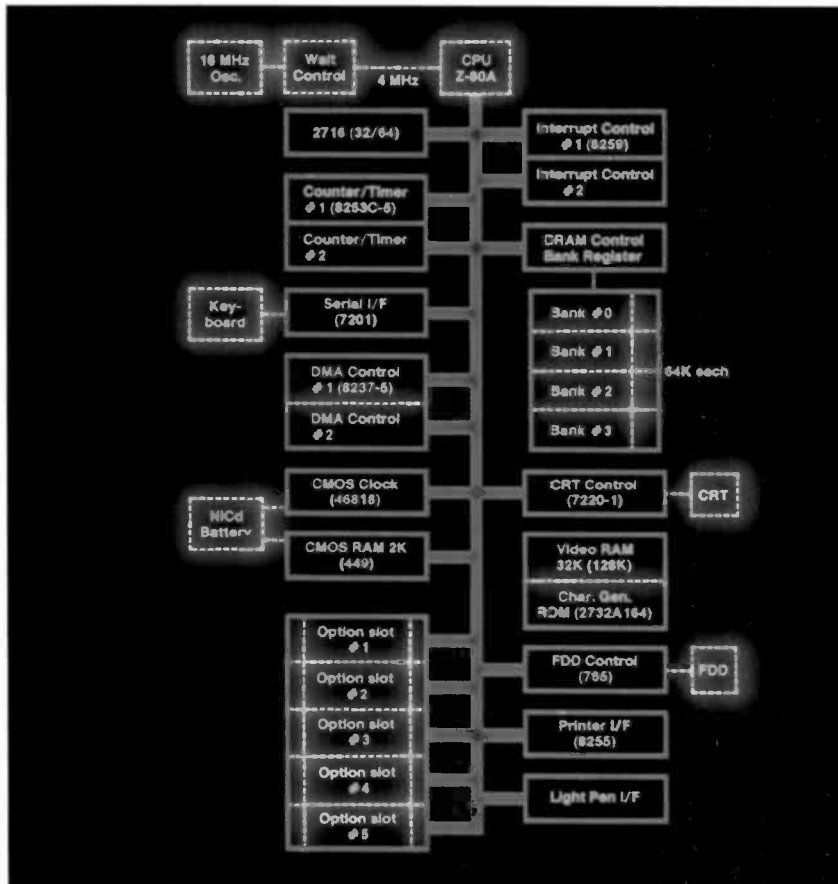 16 MHz
Osc.
Wait
Control
4 MHz
CPU
Z-80A
2716 (32/64)
Interrupt Control
#1 (8259)
Interrupt Control
#2
Counter/Timer
#1 (8253C-5)
Counter/Timer
#2
CRAM Control
Bank Register
Key-
board
Serial I/F
(7201)
Bank #0
Bank #1
Bank #2
Bank #3
64K each
DMA Control
#1 (8237-5)
DMA Control
#2
CMOS Clock
(46818)
NiCd
Battery
CMOS RAM 2K
(449)
CRT Control
(7220-1)
CRT
Video RAM
32K (128K)
Char. Gen.
ROM (2732A164)
Option slot
#1
Option slot
#2
Option slot
#3
Option slot
#4
Option slot
#5
FDD Control
(765)
FDD
Printer I/F
(8255)
Light Pen I/F